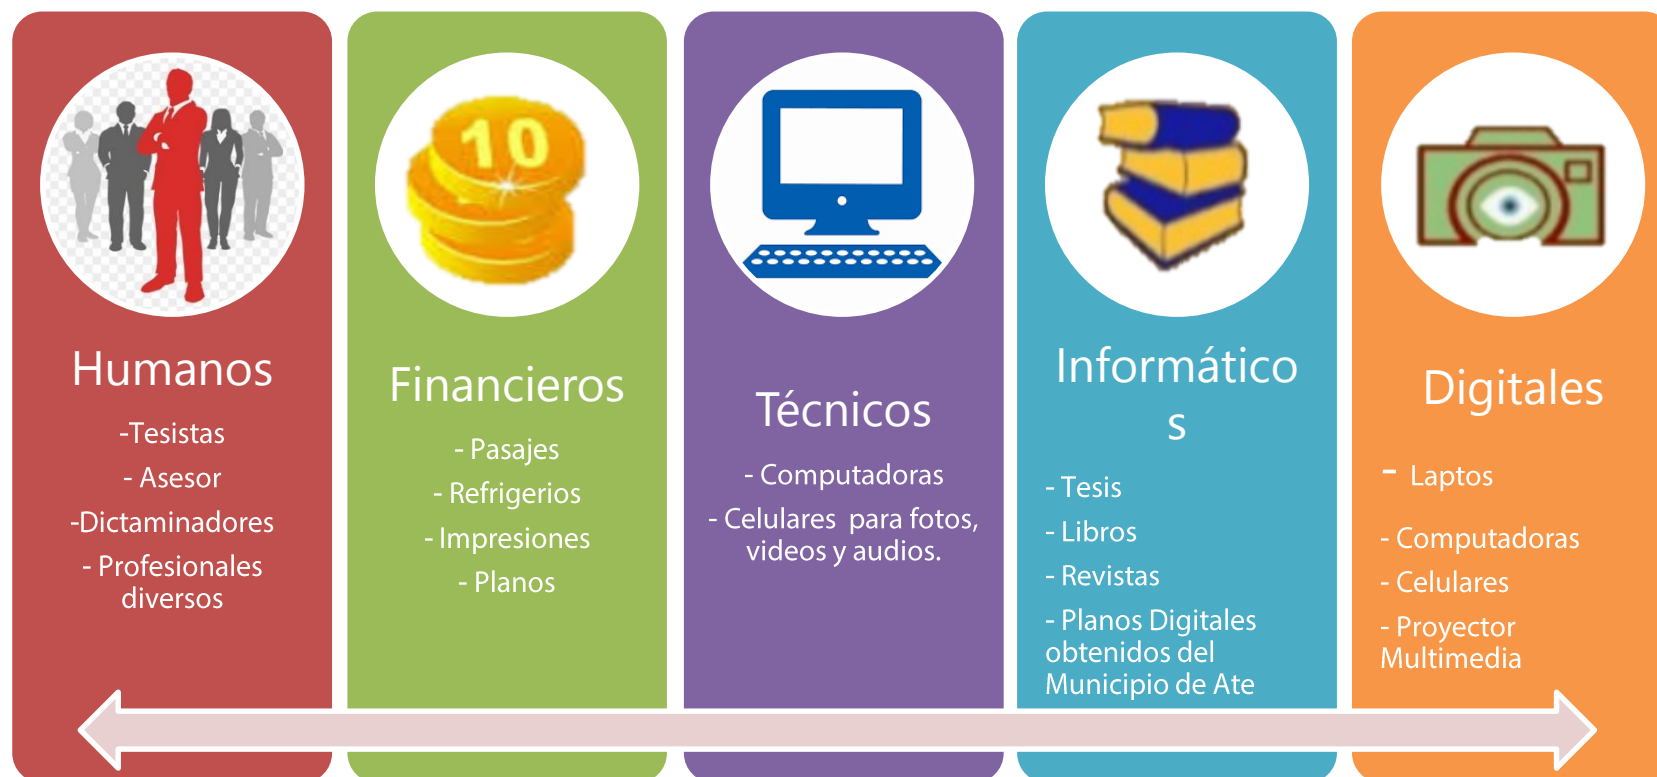 Humanos
-Tesistas
- Asesor
-Dictaminadores
- Profesionales
diversos
10
Financieros
- Pasajes
- Refrigerios
- Impresiones
- Planos
Técnicos
- Computadoras
- Celulares  para fotos,
videos y audios.
Informático
s
- Tesis
- Libros
- Revistas
- Planos Digitales
obtenidos del
Municipio de Ate
Digitales
- Laptos
- Computadoras
- Celulares
- Proyector
Multimedia